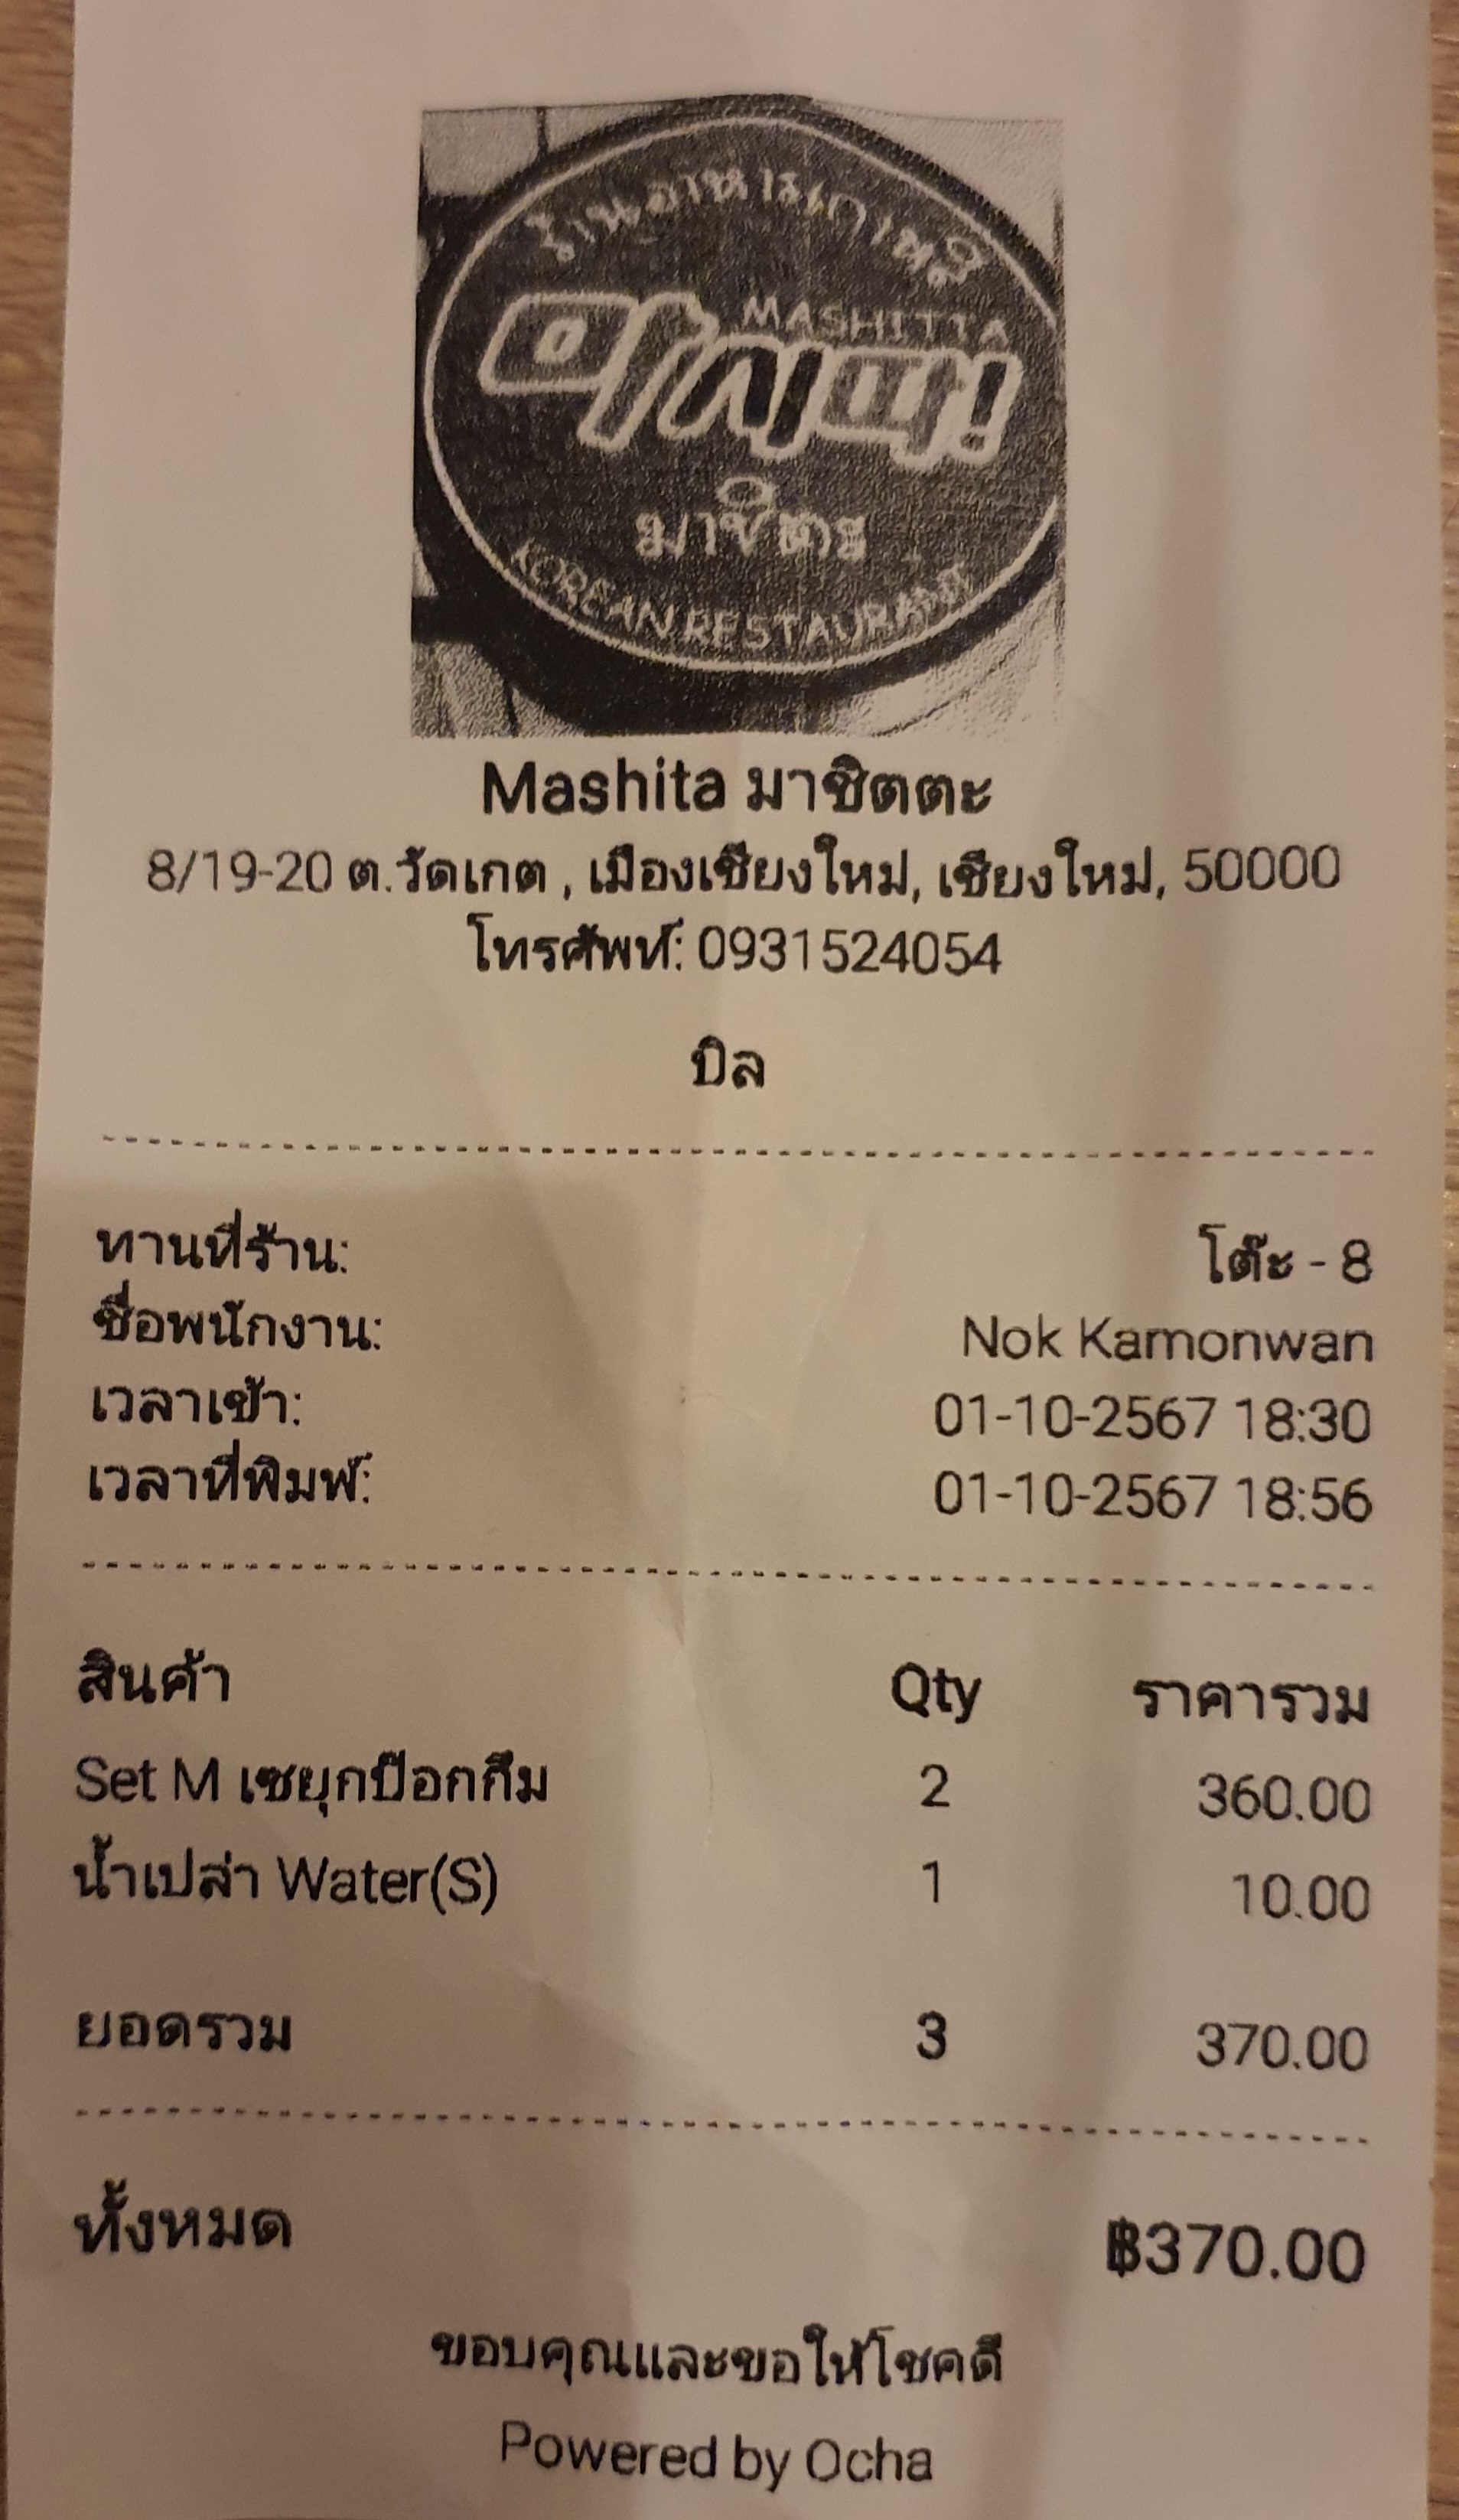 ร้านอาหารเกาหลี
MASHITTA
맛시따!
มาชิตะ
KOREAN RESTAURANT
Mashita มาชิตตะ
8/19-20 ต.วัดเกต , เมืองเชียงใหม่, เชียงใหม่, 50000
โทรศัพท์: 0931524054
บิล
ทานที่ร้าน: โต๊ะ - 8
ชื่อพนักงาน: Nok Kamonwan
เวลาเข้า: 01-10-2567 18:30
เวลาที่พิมพ์: 01-10-2567 18:56
สินค้า Qty ราคารวม
Set M เซยุกป๊อกกึม 2 360.00
น้ำเปล่า Water(S) 1 10.00
ยอดรวม 3 370.00
ทั้งหมด ฿370.00
ขอบคุณและขอให้โชคดี
Powered by Ocha